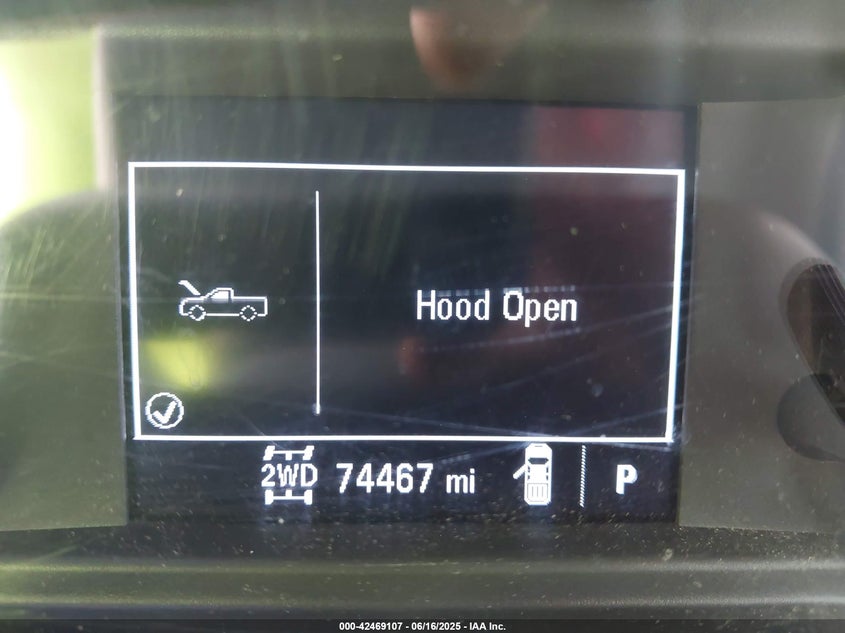 Hood Open
2WD 74467 mi P
000-42469107 - 06/16/2025 - IAA Inc.